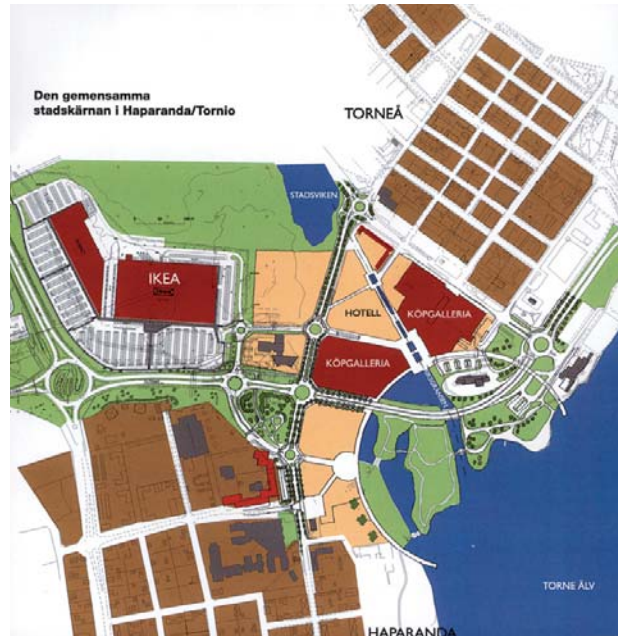 Den gemensamma
stadskärnan i Haparanda/Tornio
TORNEÅ
STADSVIKEN
IKEA
HOTELL
KÖPGALLERIA
KÖPGALLERIA
TORNE ÄLV
HAPARANDA